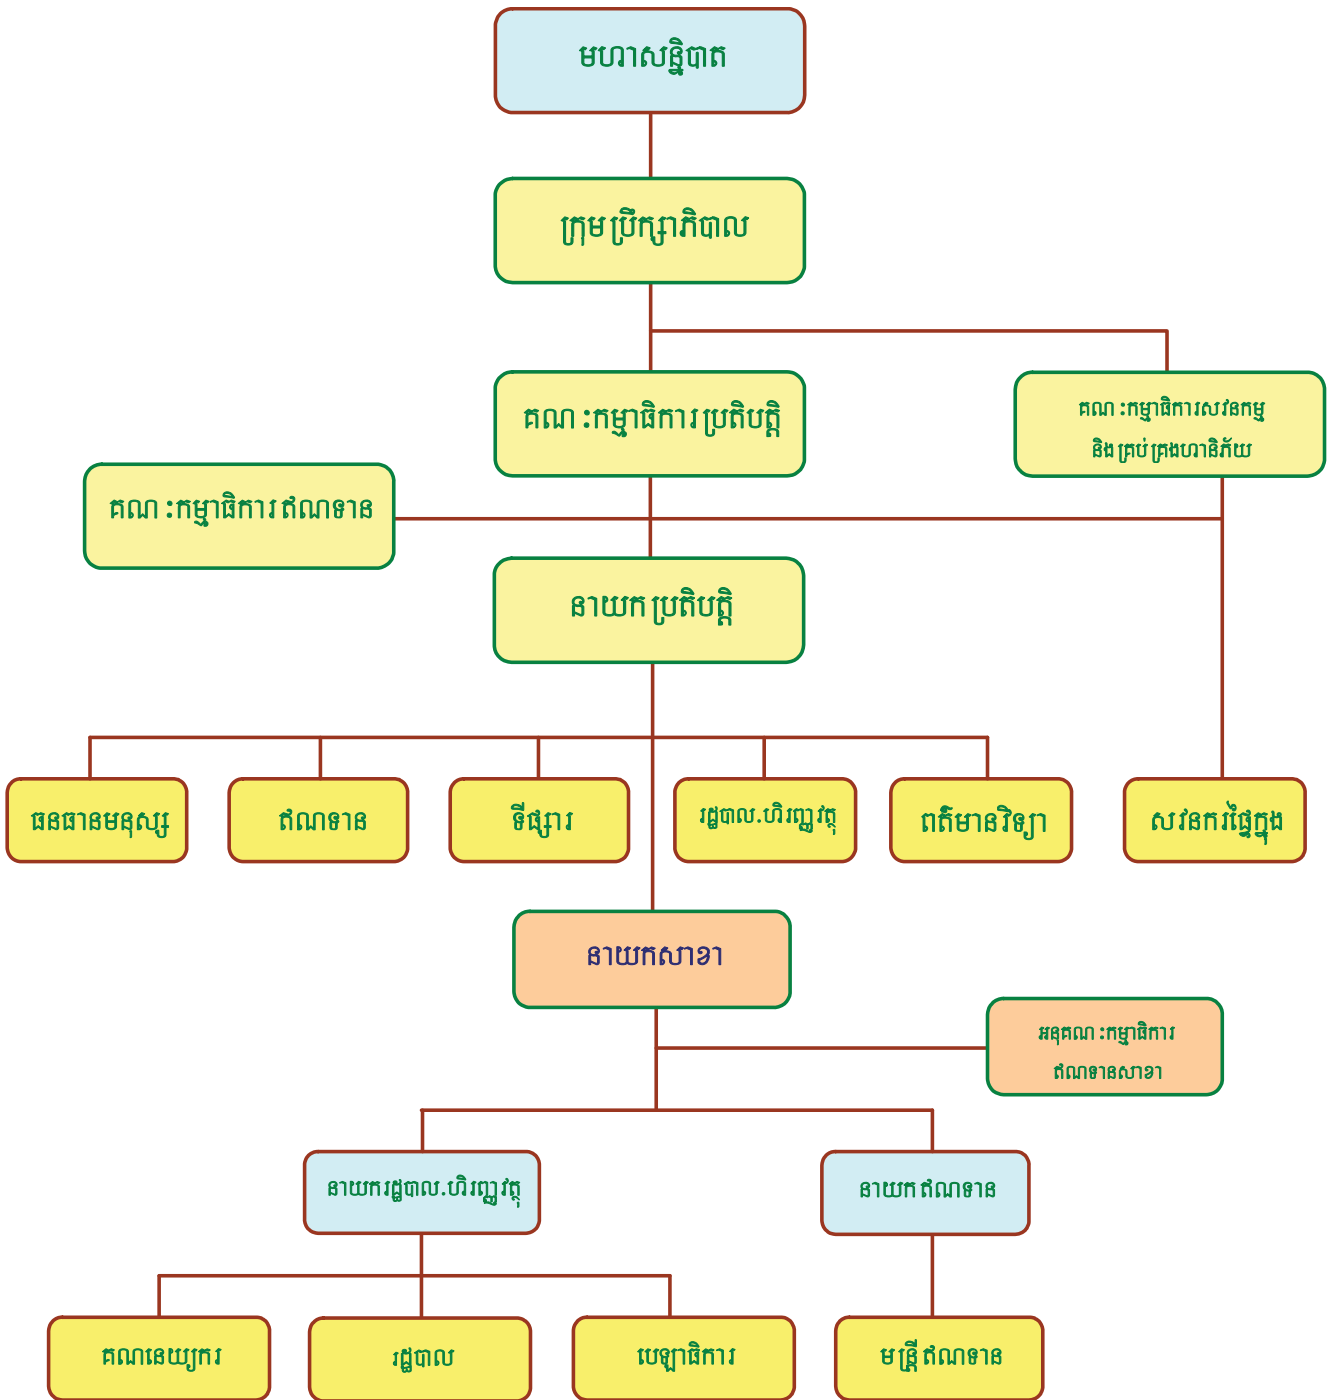 មហាសន្និបាត
ក្រុមប្រឹក្សាភិបាល
គណៈកម្មាធិការប្រតិបត្តិ
គណៈកម្មាធិការសវនកម្ម
និងគ្រប់គ្រងហានិភ័យ
គណៈកម្មាធិការឥណទាន
នាយកប្រតិបត្តិ
ធនធានមនុស្ស
ឥណទាន
ទីផ្សារ
រដ្ឋបាល.ហិរញ្ញវត្ថុ
ពត៌មានវិទ្យា
សវនករផ្ទៃក្នុង
នាយកសាខា
អនុគណៈកម្មាធិការ
ឥណទានសាខា
នាយករដ្ឋបាល.ហិរញ្ញវត្ថុ
នាយកឥណទាន
គណនេយ្យករ
រដ្ឋបាល
បេឡាធិការ
មន្ត្រីឥណទាន